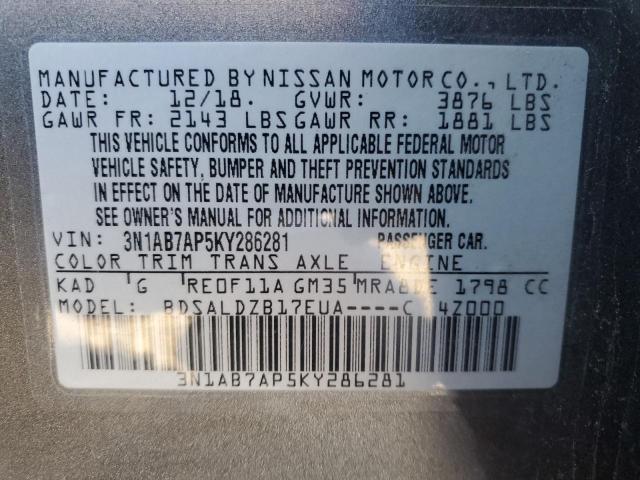 MANUFACTURED BY NISSAN MOTOR CO., LTD.
DATE: 12/18. GVWR: 3876 LBS
GAWR FR: 2143 LBS GAWR RR: 1881 LBS
THIS VEHICLE CONFORMS TO ALL APPLICABLE FEDERAL MOTOR
VEHICLE SAFETY, BUMPER AND THEFT PREVENTION STANDARDS
IN EFFECT ON THE DATE OF MANUFACTURE SHOWN ABOVE.
SEE OWNER'S MANUAL FOR ADDITIONAL INFORMATION.
VIN: 3N1AB7AP5KY286281 PASSENGER CAR.
COLOR TRIM TRANS AXLE ENGINE
KAD G RE0F11A GM35 MRA8DE 1798 CC
MODEL: BDSALDZB17EUA----C 4Z000
3N1AB7AP5KY286281